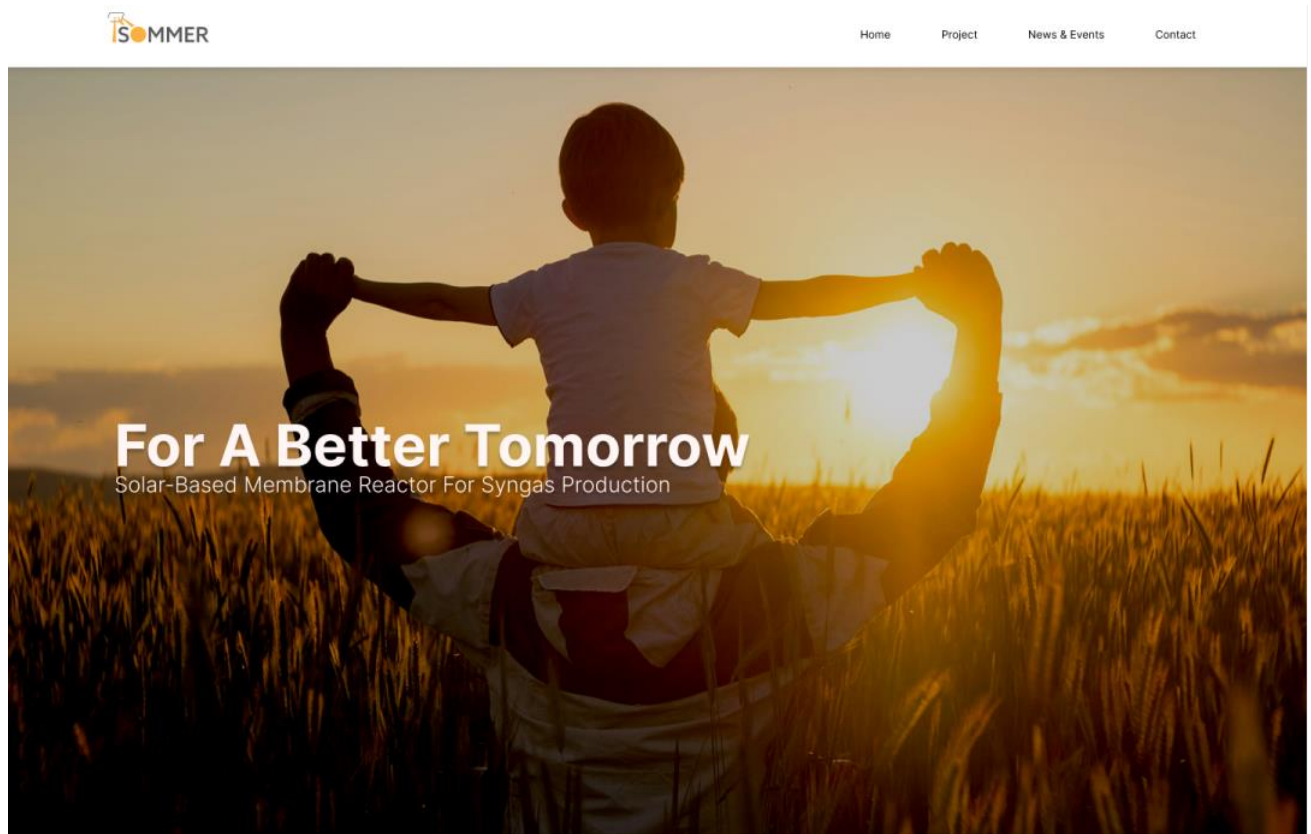 SOMMER
Home Project News & Events Contact
For A Better Tomorrow
Solar-Based Membrane Reactor For Syngas Production